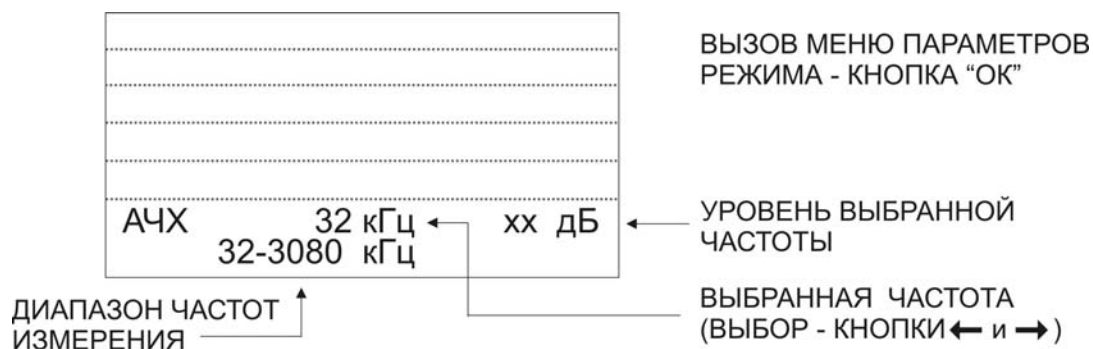 ВЫЗОВ МЕНЮ ПАРАМЕТРОВ
РЕЖИМА - КНОПКА “ОК”
АЧХ 32 кГц xx дБ
32-3080 кГц
УРОВЕНЬ ВЫБРАННОЙ
ЧАСТОТЫ
ДИАПАЗОН ЧАСТОТ
ИЗМЕРЕНИЯ
ВЫБРАННАЯ ЧАСТОТА
(ВЫБОР - КНОПКИ ← и →)